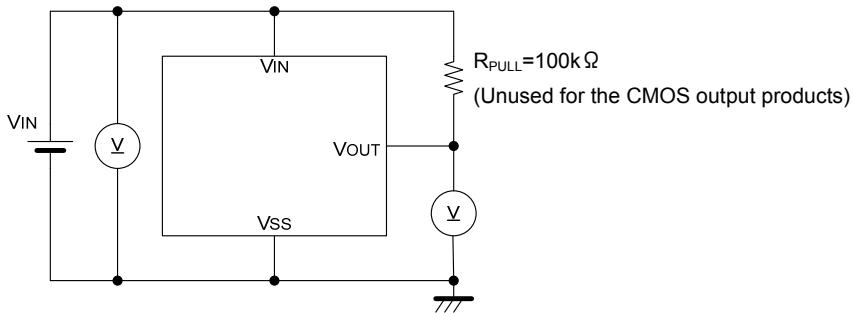 VIN
RPULL=100kΩ
(Unused for the CMOS output products)
VIN
V
VOUT
V
VSS